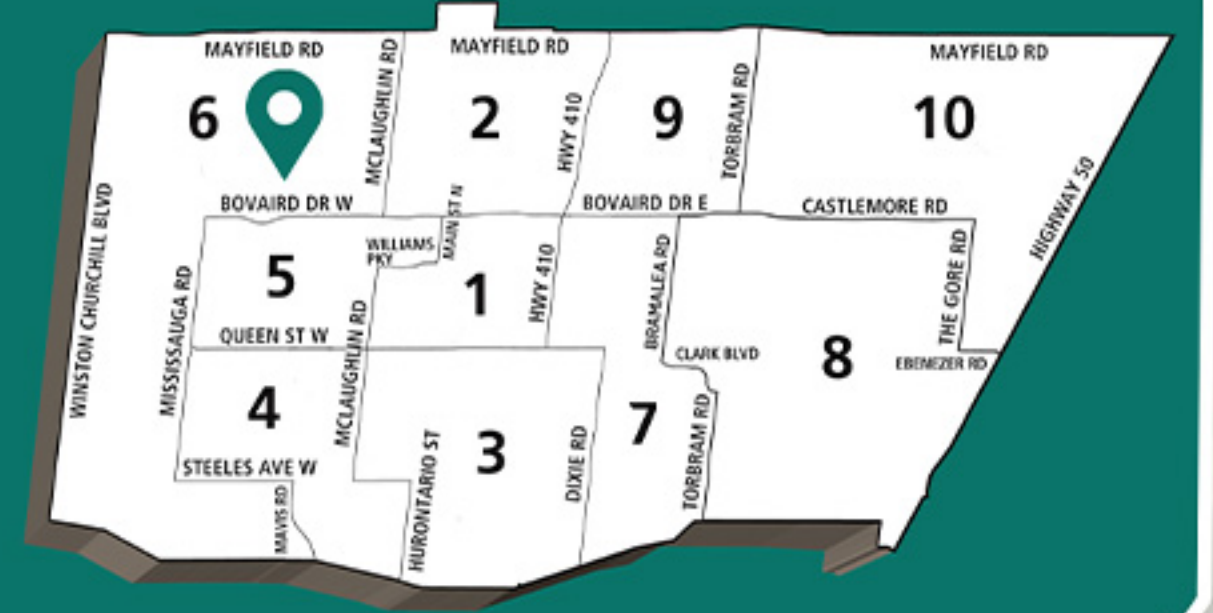 MAYFIELD RD
MAYFIELD RD
MAYFIELD RD
MCLAUGHLIN RD
HWY 410
TORBRAM RD
6
2
9
10
BOVAIRD DR W
BOVAIRD DR E
CASTLEMORE RD
HIGHWAY 50
WINSTON CHURCHILL BLVD
MAIN ST N
WILLIAMS
PKY
MISSISSAUGA RD
5
1
HWY 410
BRAMALEA RD
THE GORE RD
QUEEN ST W
MCLAUGHLIN RD
CLARK BLVD
8
EBENEZER RD
4
3
7
DIXIE RD
TORBRAM RD
STEELES AVE W
HURONTARIO ST
MAVIS RD